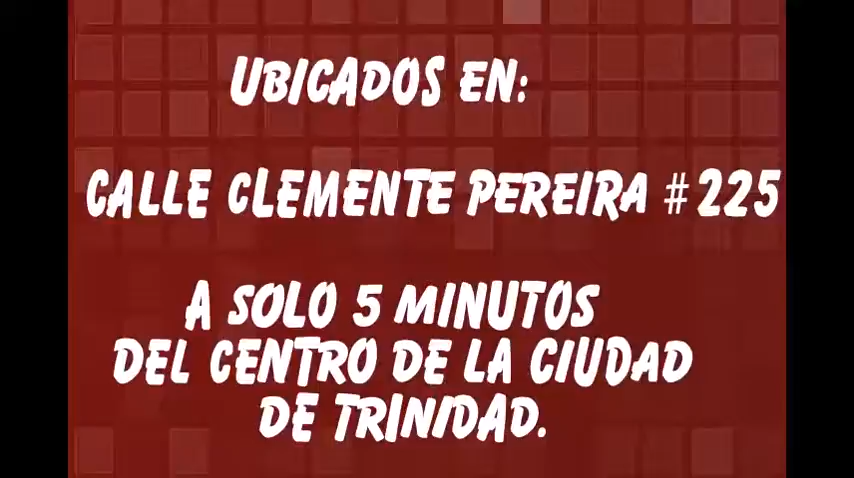 UBICADOS EN:
CALLE CLEMENTE PEREIRA #225
A SOLO 5 MINUTOS
DEL CENTRO DE LA CIUDAD
DE TRINIDAD.